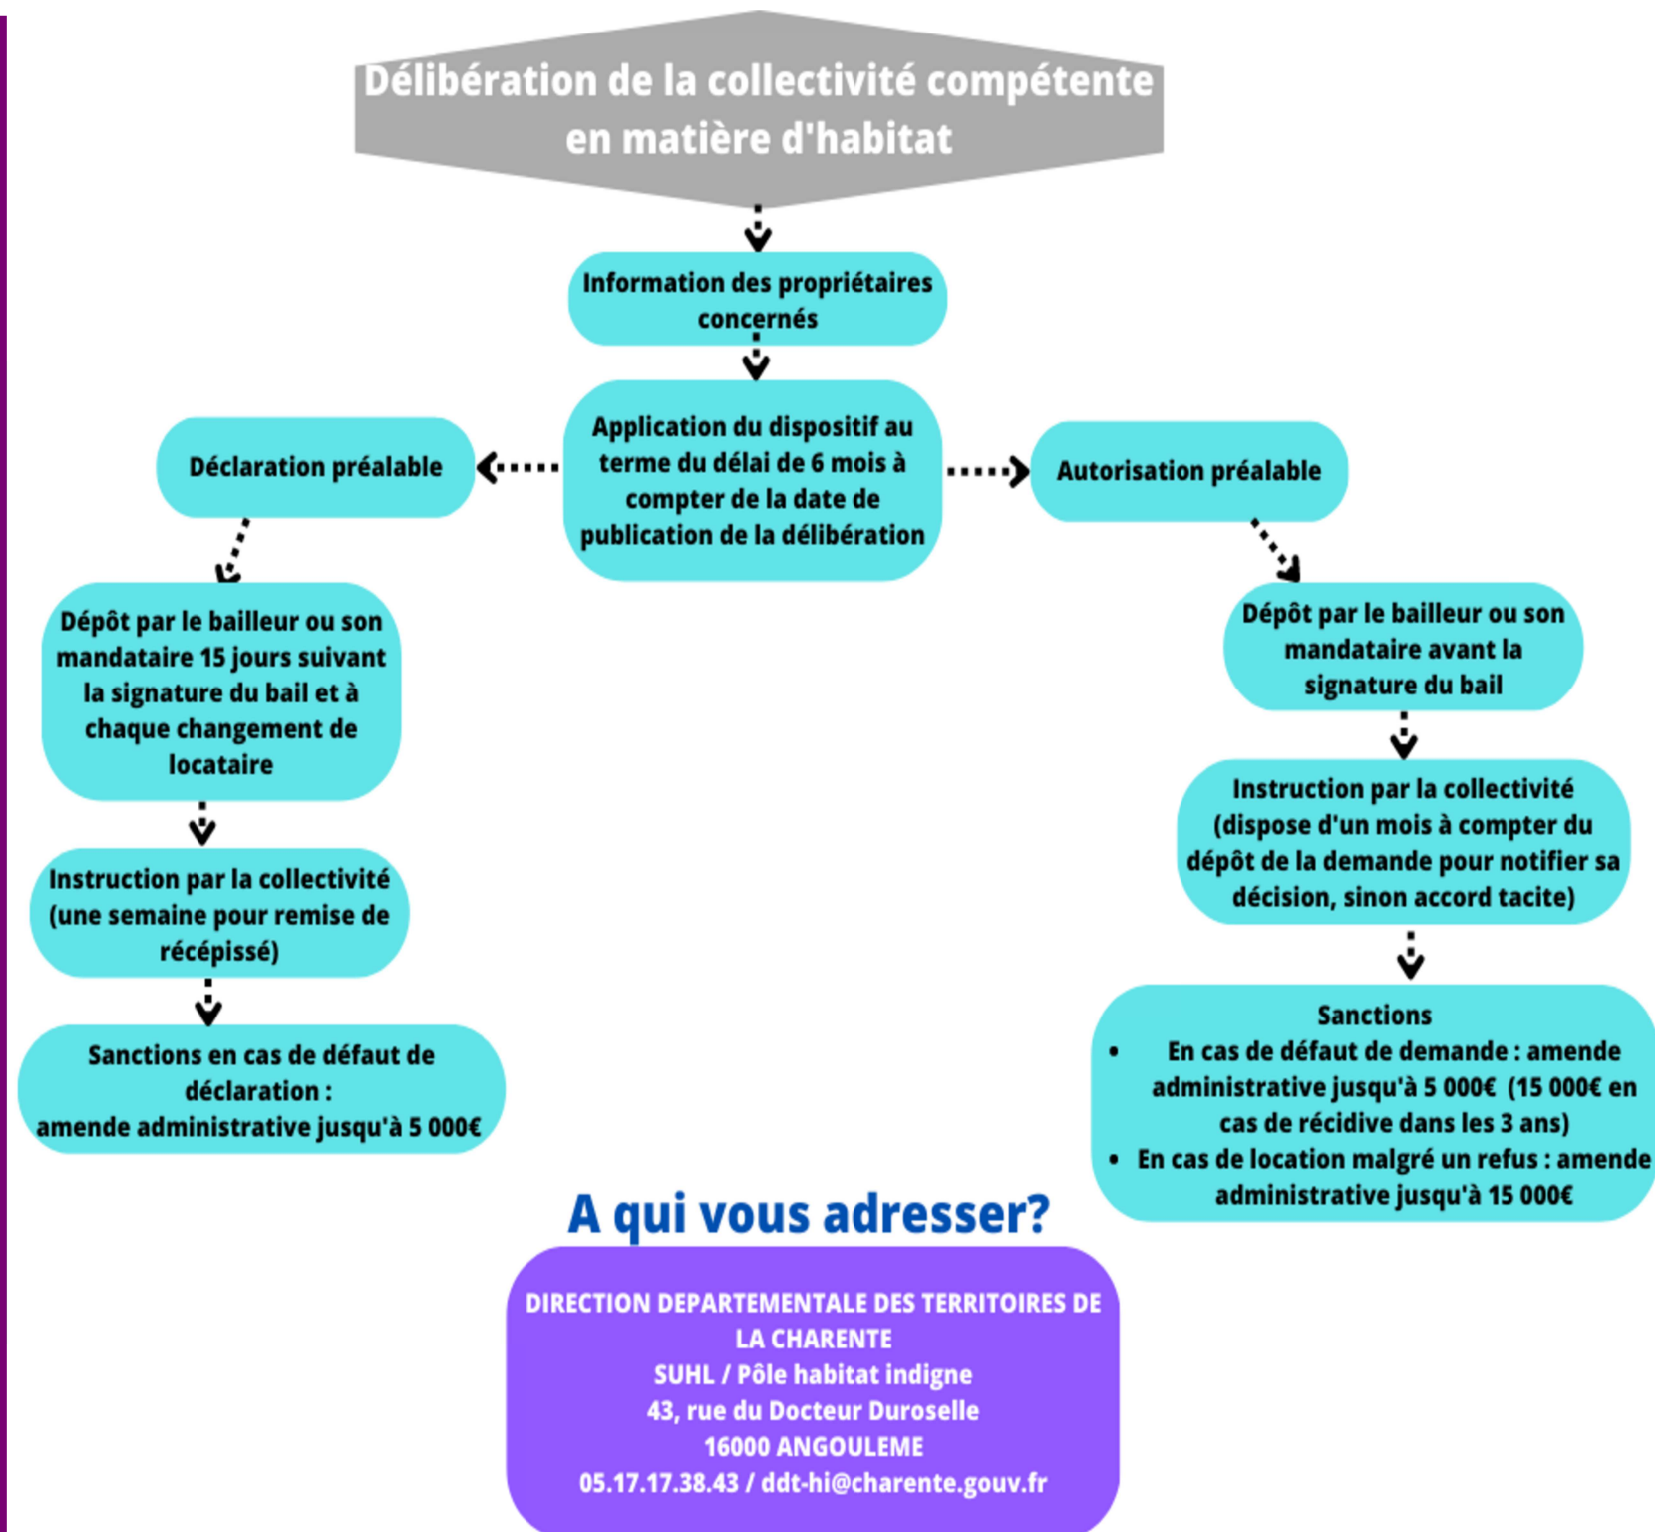 Délibération de la collectivité compétente
en matière d'habitat
Information des propriétaires
concernés
Application du dispositif au
terme du délai de 6 mois à
compter de la date de
publication de la délibération
Déclaration préalable
Dépôt par le bailleur ou son
mandataire 15 jours suivant
la signature du bail et à
chaque changement de
locataire
Instruction par la collectivité
(une semaine pour remise de
récépissé)
Sanctions en cas de défaut de
déclaration :
amende administrative jusqu'à 5 000€
Autorisation préalable
Dépôt par le bailleur ou son
mandataire avant la
signature du bail
Instruction par la collectivité
(dispose d'un mois à compter du
dépôt de la demande pour notifier sa
décision, sinon accord tacite)
Sanctions
• En cas de défaut de demande : amende
administrative jusqu'à 5 000€ (15 000€ en
cas de récidive dans les 3 ans)
• En cas de location malgré un refus : amende
administrative jusqu'à 15 000€
A qui vous adresser?
DIRECTION DEPARTEMENTALE DES TERRITOIRES DE
LA CHARENTE
SUHL / Pôle habitat indigne
43, rue du Docteur Duroselle
16000 ANGOULEME
05.17.17.38.43 / ddt-hi@charente.gouv.fr